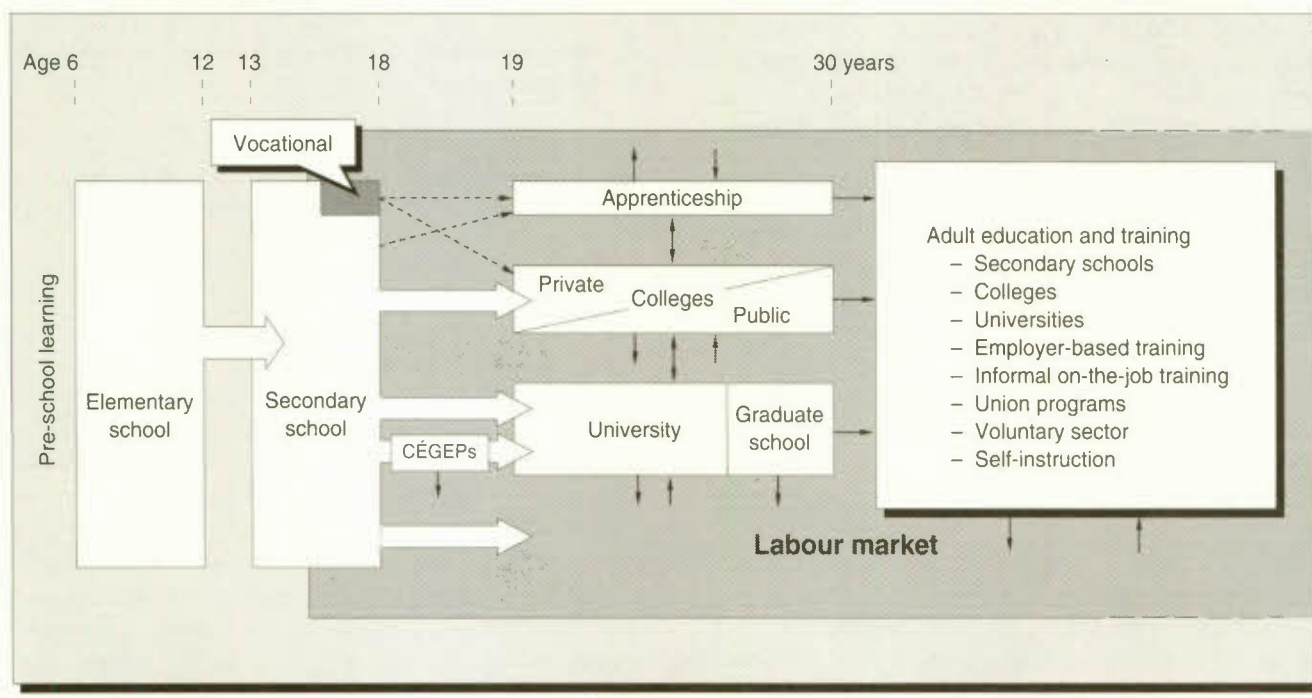 Age 6
12
13
18
19
30 years
Vocational
Pre-school learning
Elementary
school
Secondary
school
CÉGEPs
Apprenticeship
Private
Colleges
Public
University
Graduate
school
Adult education and training
– Secondary schools
– Colleges
– Universities
– Employer-based training
– Informal on-the-job training
– Union programs
– Voluntary sector
– Self-instruction
Labour market